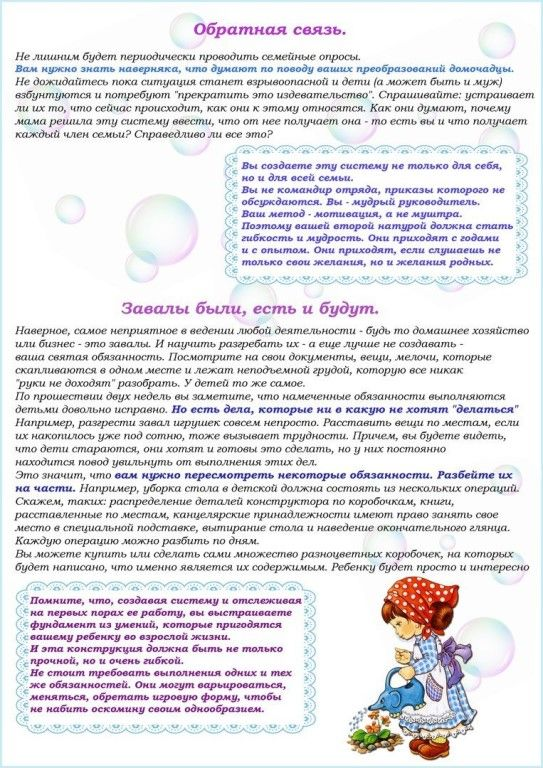 Обратная связь.
Не лишним будет периодически проводить семейные опросы.
Вам нужно знать наверняка, что думают по поводу ваших преобразований домочадцы.
Не дожидайтесь пока ситуация станет взрывоопасной и дети (а может быть и муж)
взбунтуются и потребуют "прекратить это издевательство". Спрашивайте: устраивает
ли их то, что сейчас происходит, как они к этому относятся. Как они думают, почему
мама решила эту систему ввести, что от нее получает она - то есть вы и что получает
каждый член семьи? Справедливо ли все это?
Вы создаете эту систему не только для себя,
но и для всей семьи.
Вы не командир отряда, приказы которого не
обсуждаются. Вы - мудрый руководитель.
Ваш метод - мотивация, а не муштра.
Поэтому вашей второй натурой должна стать
гибкость и мудрость. Они приходят с годами
и с опытом. Они приходят, если слушаешь не
только свои желания, но и желания родных.
Завалы были, есть и будут.
Наверное, самое неприятное в ведении любой деятельности - будь то домашнее хозяйство
или бизнес - это завалы. И научить разгребать их - а еще лучше не создавать -
ваша святая обязанность. Посмотрите на свои документы, вещи, мелочи, которые
скапливаются в одном месте и лежат неподъемной грудой, которую все никак
"руки не доходят" разобрать. У детей то же самое.
По прошествии двух недель вы заметите, что намеченные обязанности выполняются
детьми довольно исправно. Но есть дела, которые ни в какую не хотят "делаться"
Например, разгрести завал игрушек совсем непросто. Расставить вещи по местам, если
их накопилось уже под сотню, тоже вызывает трудности. Причем, вы будете видеть,
что дети стараются, они хотят и готовы это сделать, но у них постоянно
находится повод увильнуть от выполнения этих дел.
Это значит, что вам нужно пересмотреть некоторые обязанности. Разбейте их
на части. Например, уборка стола в детской должна состоять из нескольких операций.
Скажем, таких: распределение деталей конструктора по коробочкам, книги,
расставленные по местам, канцелярские принадлежности имеют право занять свое
место в специальной подставке, вытирание стола и наведение окончательного глянца.
Каждую операцию можно разбить по дням.
Вы можете купить или сделать сами множество разноцветных коробочек, на которых
будет написано, что именно является их содержимым. Ребенку будет просто и интересно
Помните, что, создавая систему и отслеживая
на первых порах ее работу, вы выстраиваете
фундамент из умений, которые пригодятся
вашему ребенку во взрослой жизни.
И эта конструкция должна быть не только
прочной, но и очень гибкой.
Не стоит требовать выполнения одних и тех
же обязанностей. Они могут варьироваться,
меняться, обретать игровую форму, чтобы
не набить оскомину своим однообразием.